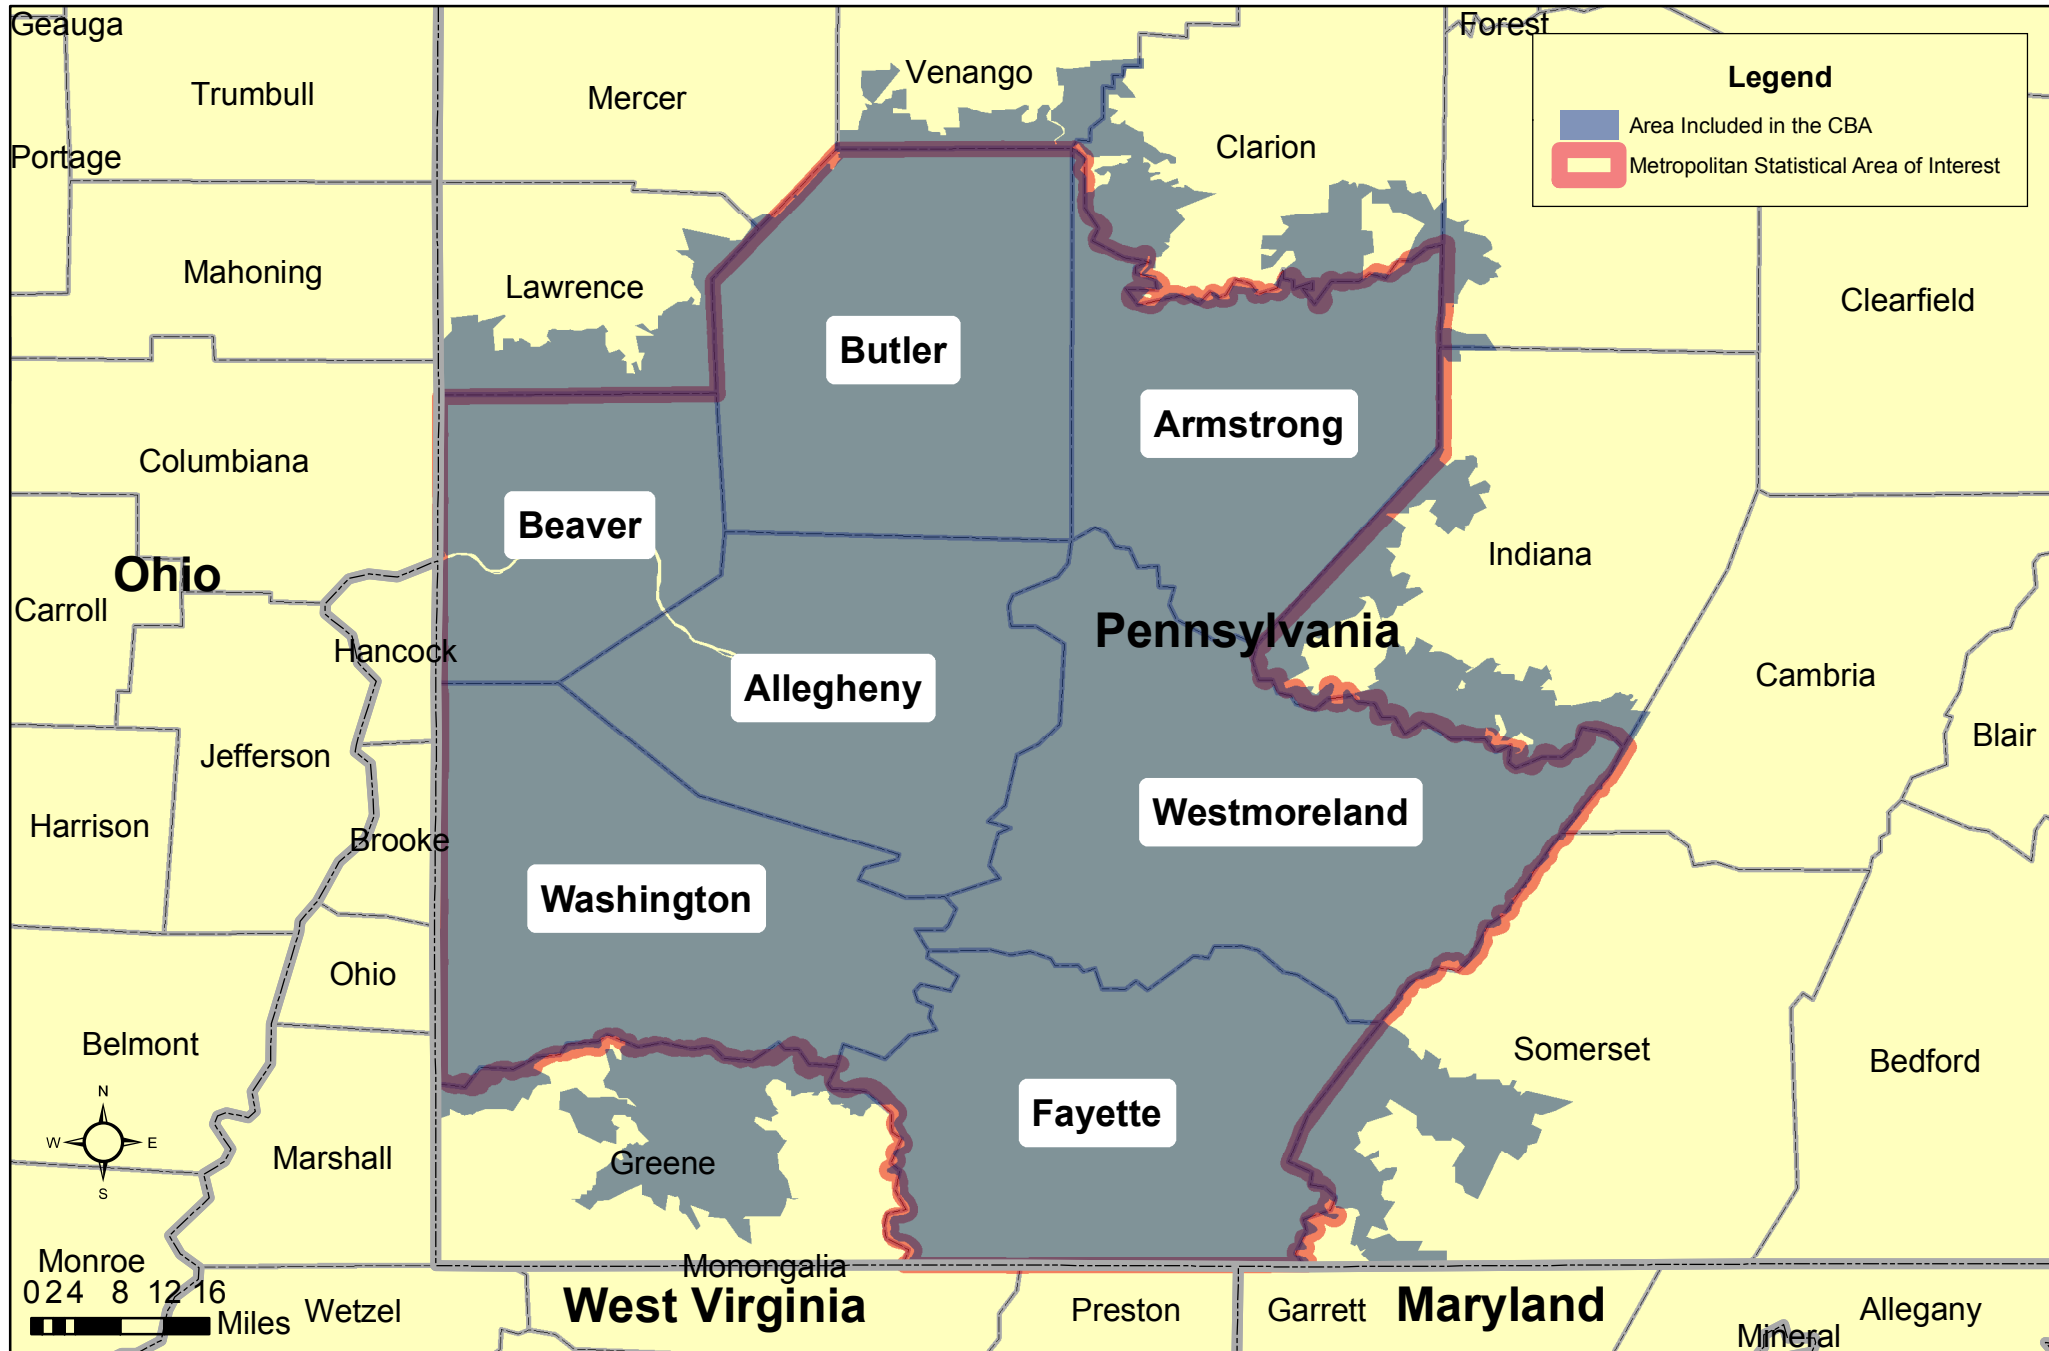 Geauga
Forest
Trumbull
Mercer
Venango
Legend
Area Included in the CBA
Metropolitan Statistical Area of Interest
Portage
Clarion
Mahoning
Lawrence
Clearfield
Butler
Armstrong
Columbiana
Beaver
Indiana
Ohio
Carroll
Pennsylvania
Hancock
Cambria
Allegheny
Jefferson
Blair
Harrison
Brooke
Westmoreland
Washington
Ohio
Belmont
Somerset
Bedford
N
W E
S
Fayette
Marshall
Greene
Monroe
Monongalia
0 2 4 8 12 16
Miles
Wetzel
West Virginia
Preston
Garrett
Maryland
Allegany
Mineral